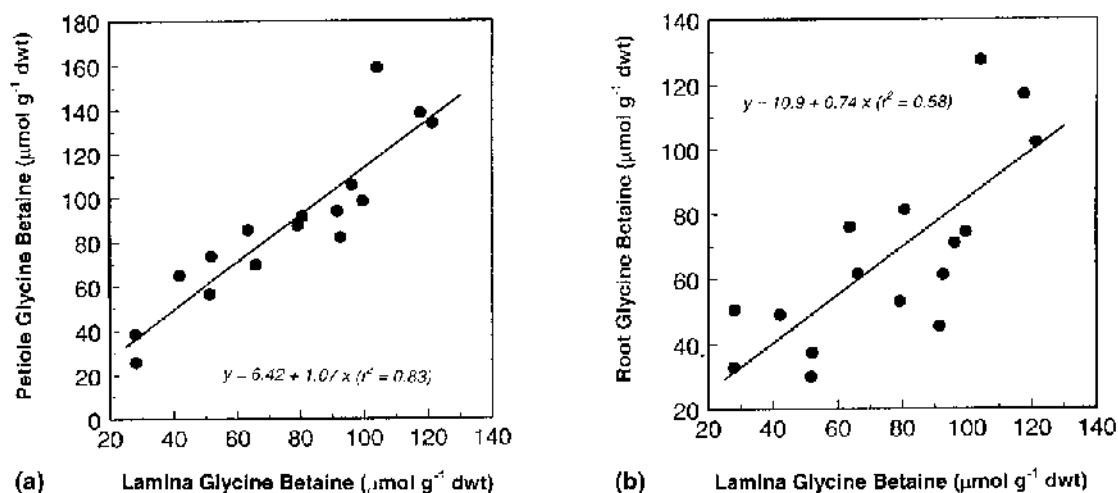 180
160
140
120
100
80
60
40
20
0
Petiole Glycine Betaine (μmol g⁻¹ dwt)
y = 6.42 + 1.07 x (r² = 0.83)
20 40 60 80 100 120 140
(a) Lamina Glycine Betaine (μmol g⁻¹ dwt)
140
120
100
80
60
40
20
Root Glycine Betaine (μmol g⁻¹ dwt)
y = 10.9 + 0.74 x (r² = 0.58)
20 40 60 80 100 120 140
(b) Lamina Glycine Betaine (μmol g⁻¹ dwt)